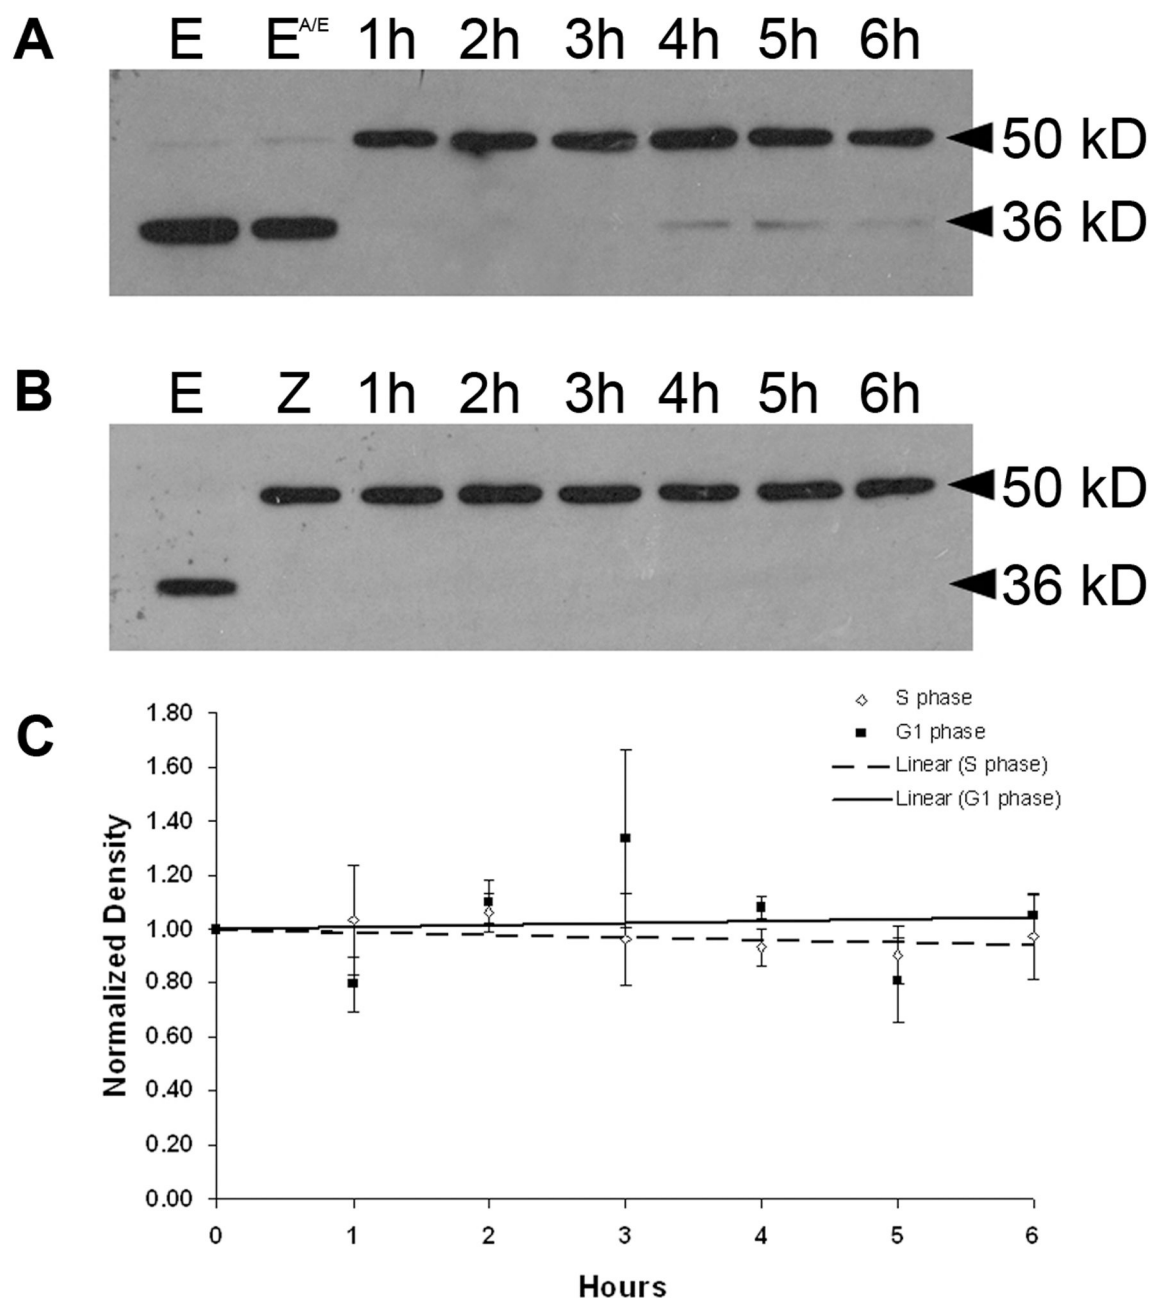 A E E^A/E 1h 2h 3h 4h 5h 6h
50 kD
36 kD
B E Z 1h 2h 3h 4h 5h 6h
50 kD
36 kD
C
S phase
G1 phase
Linear (S phase)
Linear (G1 phase)
Normalized Density
1.80
1.60
1.40
1.20
1.00
0.80
0.60
0.40
0.20
0.00
0 1 2 3 4 5 6
Hours